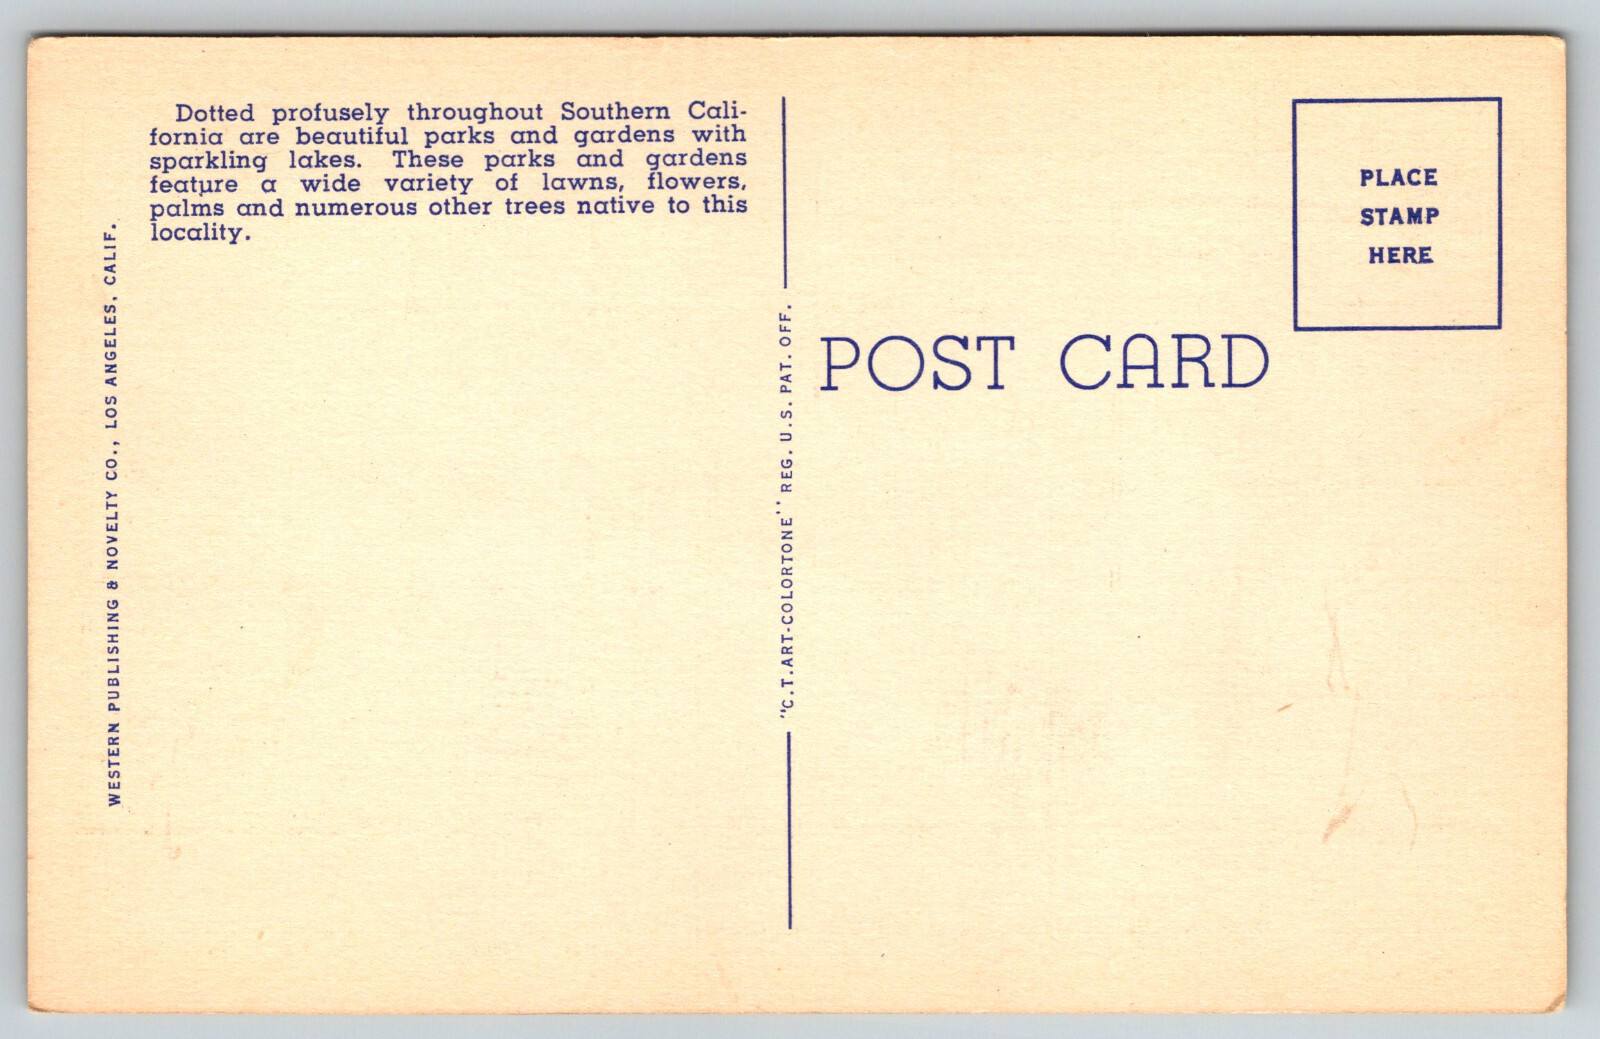 Dotted profusely throughout Southern Cali-
fornia are beautiful parks and gardens with
sparkling lakes. These parks and gardens
feature a wide variety of lawns, flowers,
palms and numerous other trees native to this
locality.
WESTERN PUBLISHING & NOVELTY CO., LOS ANGELES, CALIF.
"C.T.ART-COLORTONE" REG. U.S. PAT. OFF.
POST CARD
PLACE
STAMP
HERE